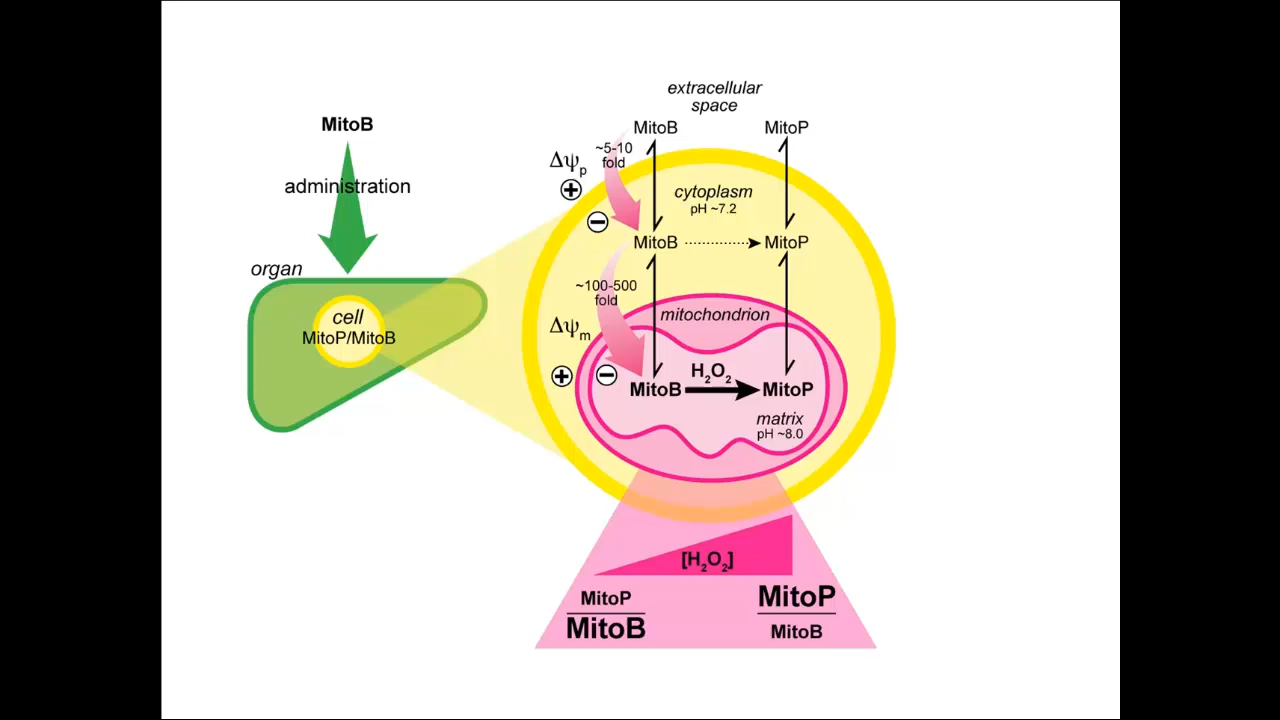 MitoB
administration
organ
cell
MitoP/MitoB
extracellular
space
MitoB
MitoP
Δψp
~5-10
fold
+
−
cytoplasm
pH ~7.2
MitoB
MitoP
~100-500
fold
Δψm
+
−
mitochondrion
MitoB
H2O2
MitoP
matrix
pH ~8.0
[H2O2]
MitoP
MitoB
MitoP
MitoB